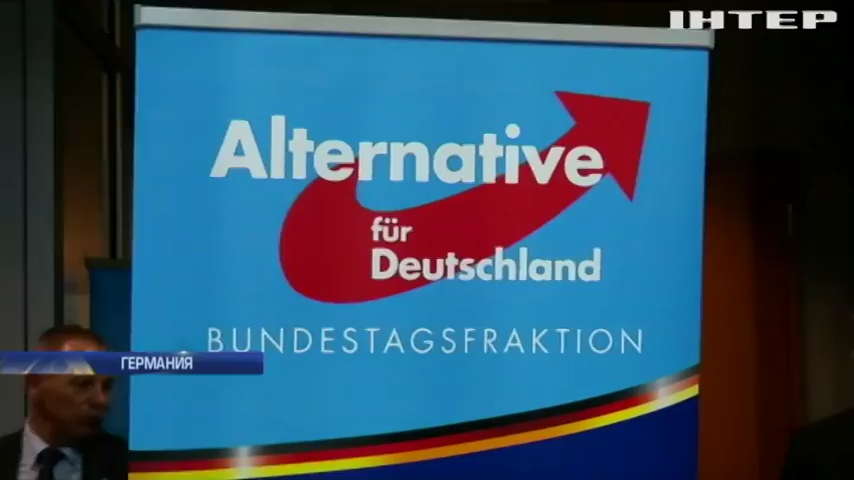 ІНТЕР
Alternative
für
Deutschland
BUNDESTAGSFRAKTION
ГЕРМАНИЯ